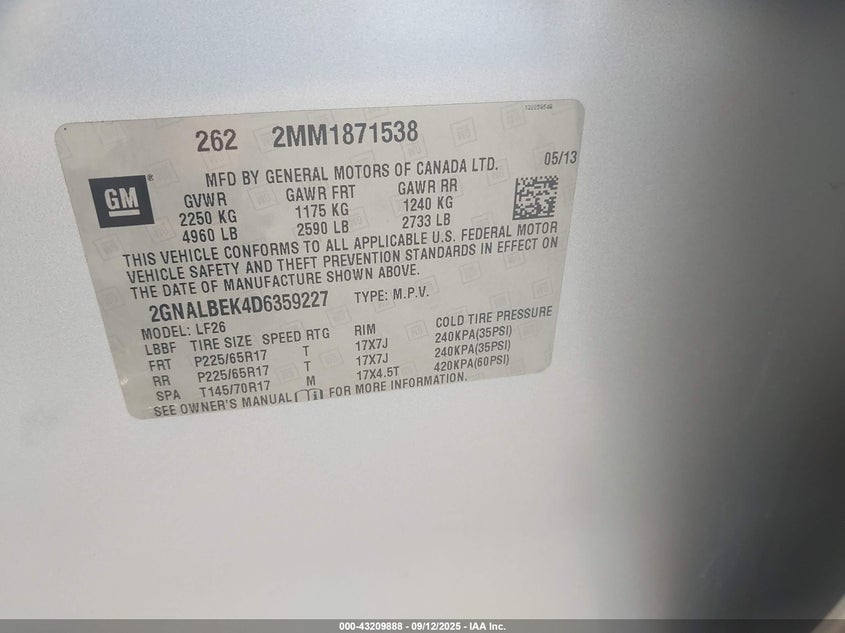 122259548
262 2MM1871538
05/13
MFD BY GENERAL MOTORS OF CANADA LTD.
GM®
GVWR GAWR FRT GAWR RR
2250 KG 1175 KG 1240 KG
4960 LB 2590 LB 2733 LB
THIS VEHICLE CONFORMS TO ALL APPLICABLE U.S. FEDERAL MOTOR
VEHICLE SAFETY AND THEFT PREVENTION STANDARDS IN EFFECT ON
THE DATE OF MANUFACTURE SHOWN ABOVE.
2GNALBEK4D6359227 TYPE: M.P.V.
MODEL: LF26
LBBF TIRE SIZE SPEED RTG RIM COLD TIRE PRESSURE
FRT P225/65R17 T 17X7J 240KPA(35PSI)
RR P225/65R17 T 17X7J 240KPA(35PSI)
SPA T145/70R17 M 17X4.5T 420KPA(60PSI)
SEE OWNER'S MANUAL FOR MORE INFORMATION.
000-43209888 - 09/12/2025 - IAA Inc.